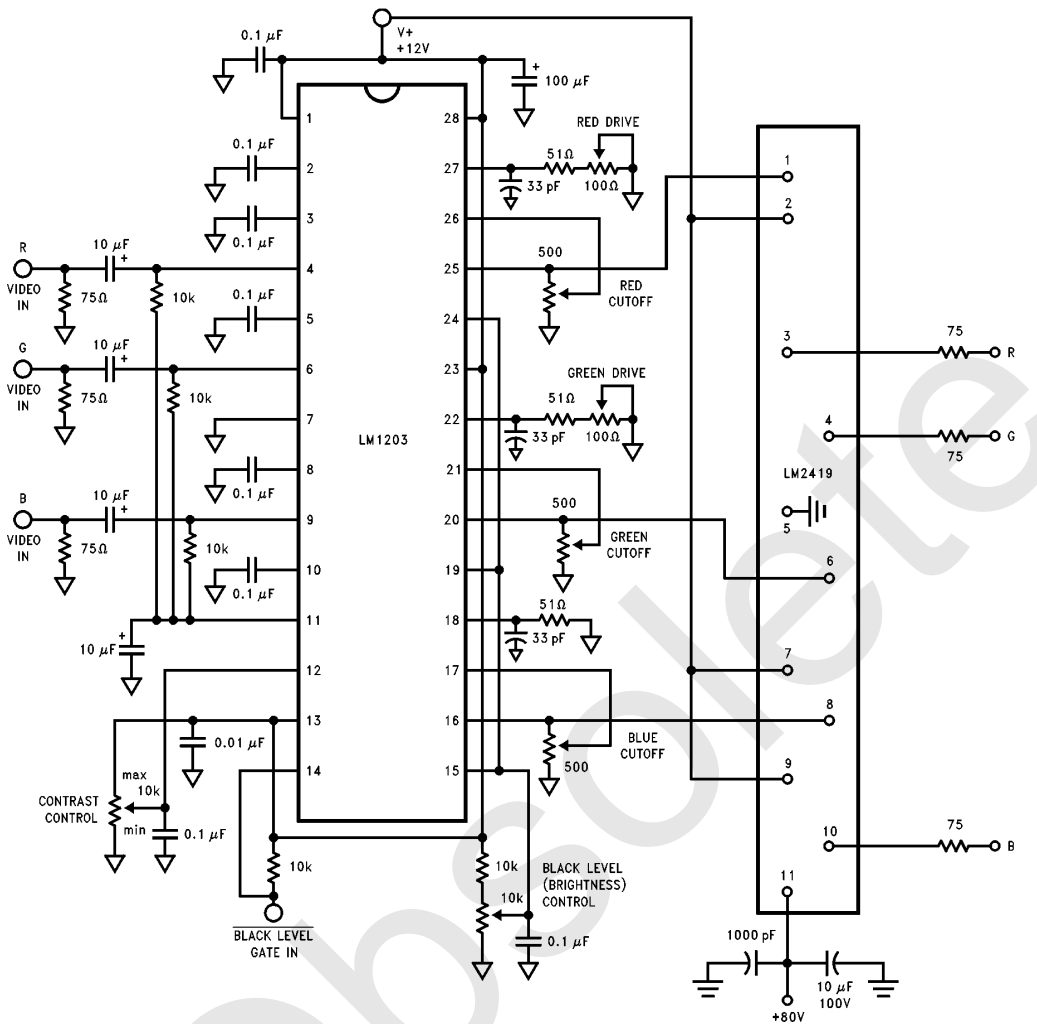 V+
+12V
0.1 µF
+
100 µF
1
28
RED DRIVE
0.1 µF
2
27
51Ω
33 pF
100Ω
1
3
26
2
0.1 µF
R
VIDEO
IN
10 µF
+
75Ω
10k
4
25
500
RED
CUTOFF
0.1 µF
5
24
G
VIDEO
IN
10 µF
+
75Ω
10k
6
23
3
75
R
GREEN DRIVE
51Ω
33 pF
100Ω
7
22
LM1203
4
75
G
8
0.1 µF
21
LM2419
B
VIDEO
IN
10 µF
+
75Ω
10k
9
20
500
GREEN
CUTOFF
5
10
0.1 µF
19
6
51Ω
33 pF
11
18
+
10 µF
12
17
7
13
16
8
0.01 µF
BLUE
CUTOFF
500
14
15
9
max
10k
CONTRAST
CONTROL
min
0.1 µF
10
75
B
10k
10k
10k
BLACK LEVEL
(BRIGHTNESS)
CONTROL
0.1 µF
11
BLACK LEVEL
GATE IN
1000 pF
10 µF
100V
+80V
obsolete